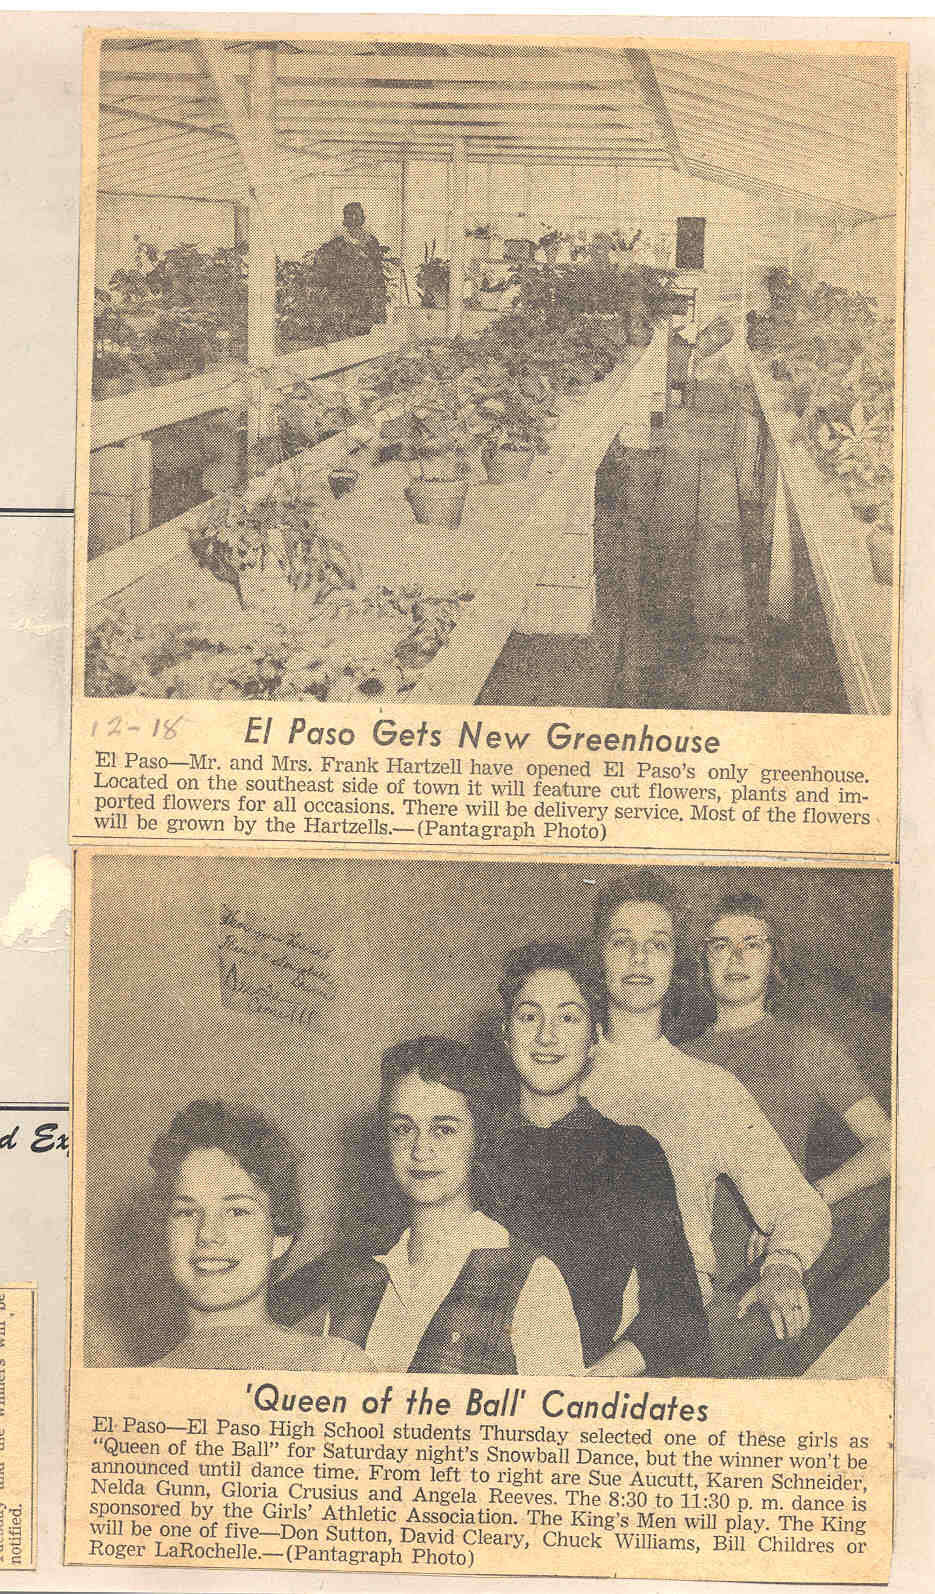 12-18
El Paso Gets New Greenhouse
El Paso—Mr. and Mrs. Frank Hartzell have opened El Paso's only greenhouse.
Located on the southeast side of town it will feature cut flowers, plants and im-
ported flowers for all occasions. There will be delivery service. Most of the flowers
will be grown by the Hartzells.—(Pantagraph Photo)
d Ex
'Queen of the Ball' Candidates
El Paso—El Paso High School students Thursday selected one of these girls as
"Queen of the Ball" for Saturday night's Snowball Dance, but the winner won't be
announced until dance time. From left to right are Sue Aucutt, Karen Schneider,
Nelda Gunn, Gloria Crusius and Angela Reeves. The 8:30 to 11:30 p. m. dance is
sponsored by the Girls' Athletic Association. The King's Men will play. The King
will be one of five—Don Sutton, David Cleary, Chuck Williams, Bill Childres or
Roger LaRochelle.—(Pantagraph Photo)
and the winners will be
notified.